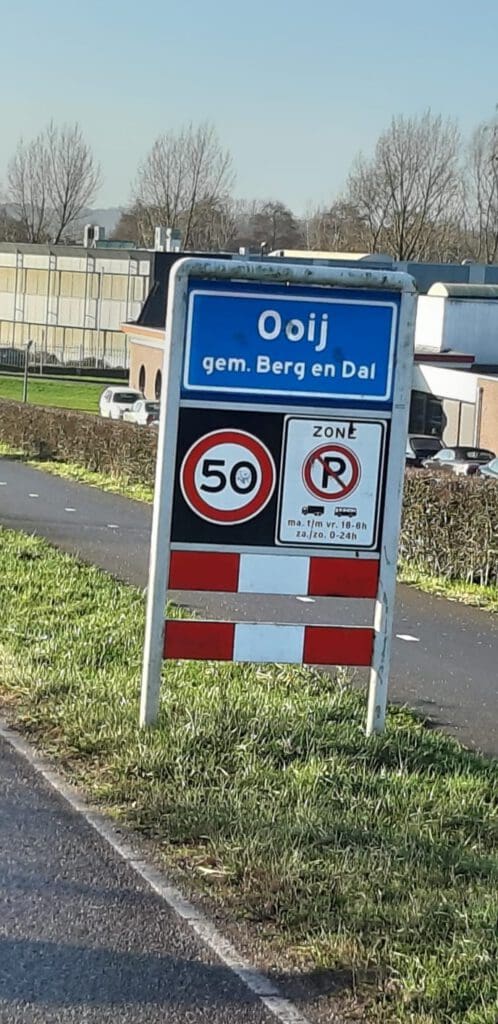 Ooij
gem. Berg en Dal
50
ZONE
P
ma. t/m vr. 18-8h
za./zo. 0-24h